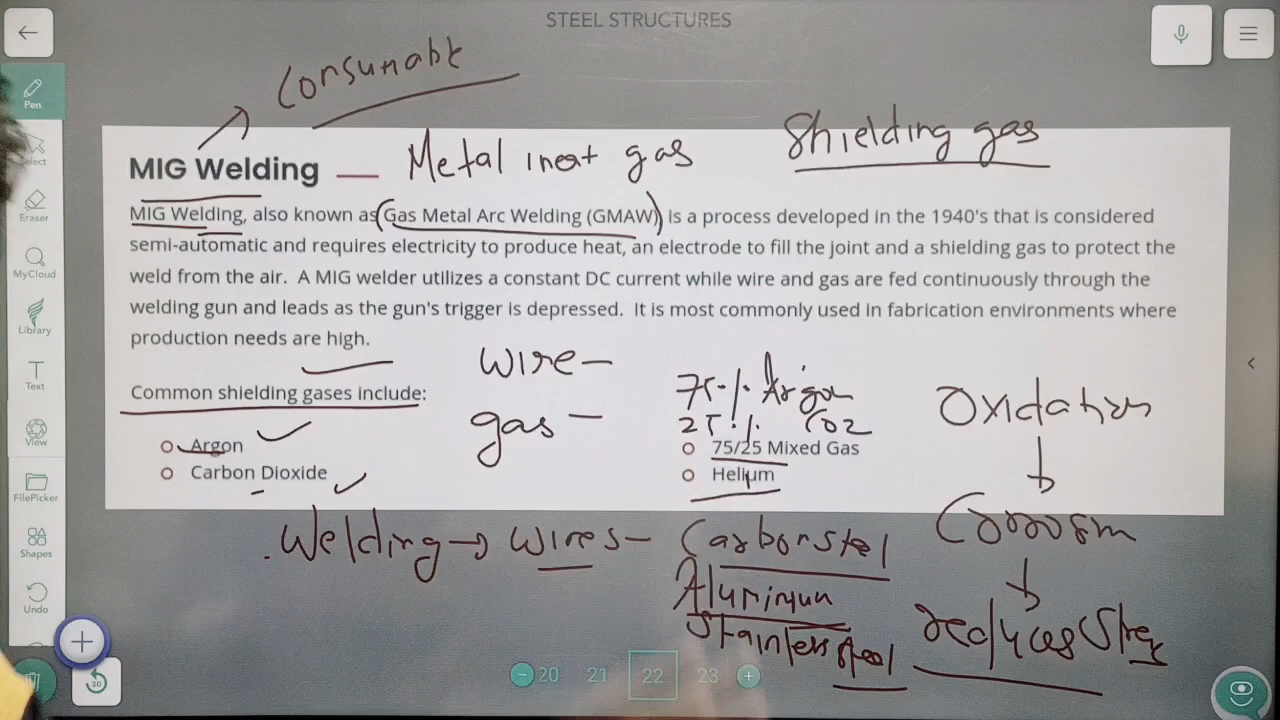 STEEL STRUCTURES
Consumable
Pen
Select
Eraser
MyCloud
Library
Text
View
FilePicker
Shapes
Undo
30
MIG Welding — Metal inert gas
Shielding gas
MIG Welding, also known as Gas Metal Arc Welding (GMAW) is a process developed in the 1940's that is considered
semi-automatic and requires electricity to produce heat, an electrode to fill the joint and a shielding gas to protect the
weld from the air. A MIG welder utilizes a constant DC current while wire and gas are fed continuously through the
welding gun and leads as the gun's trigger is depressed. It is most commonly used in fabrication environments where
production needs are high.
Common shielding gases include:
Argon
Carbon Dioxide
wire –
gas –
75% Argon
25% CO2
75/25 Mixed Gas
Helium
Oxidation
Corrosion
reduces
Welding → wires – Carbon steel
Aluminum
Stainless steel
20 21 22 23